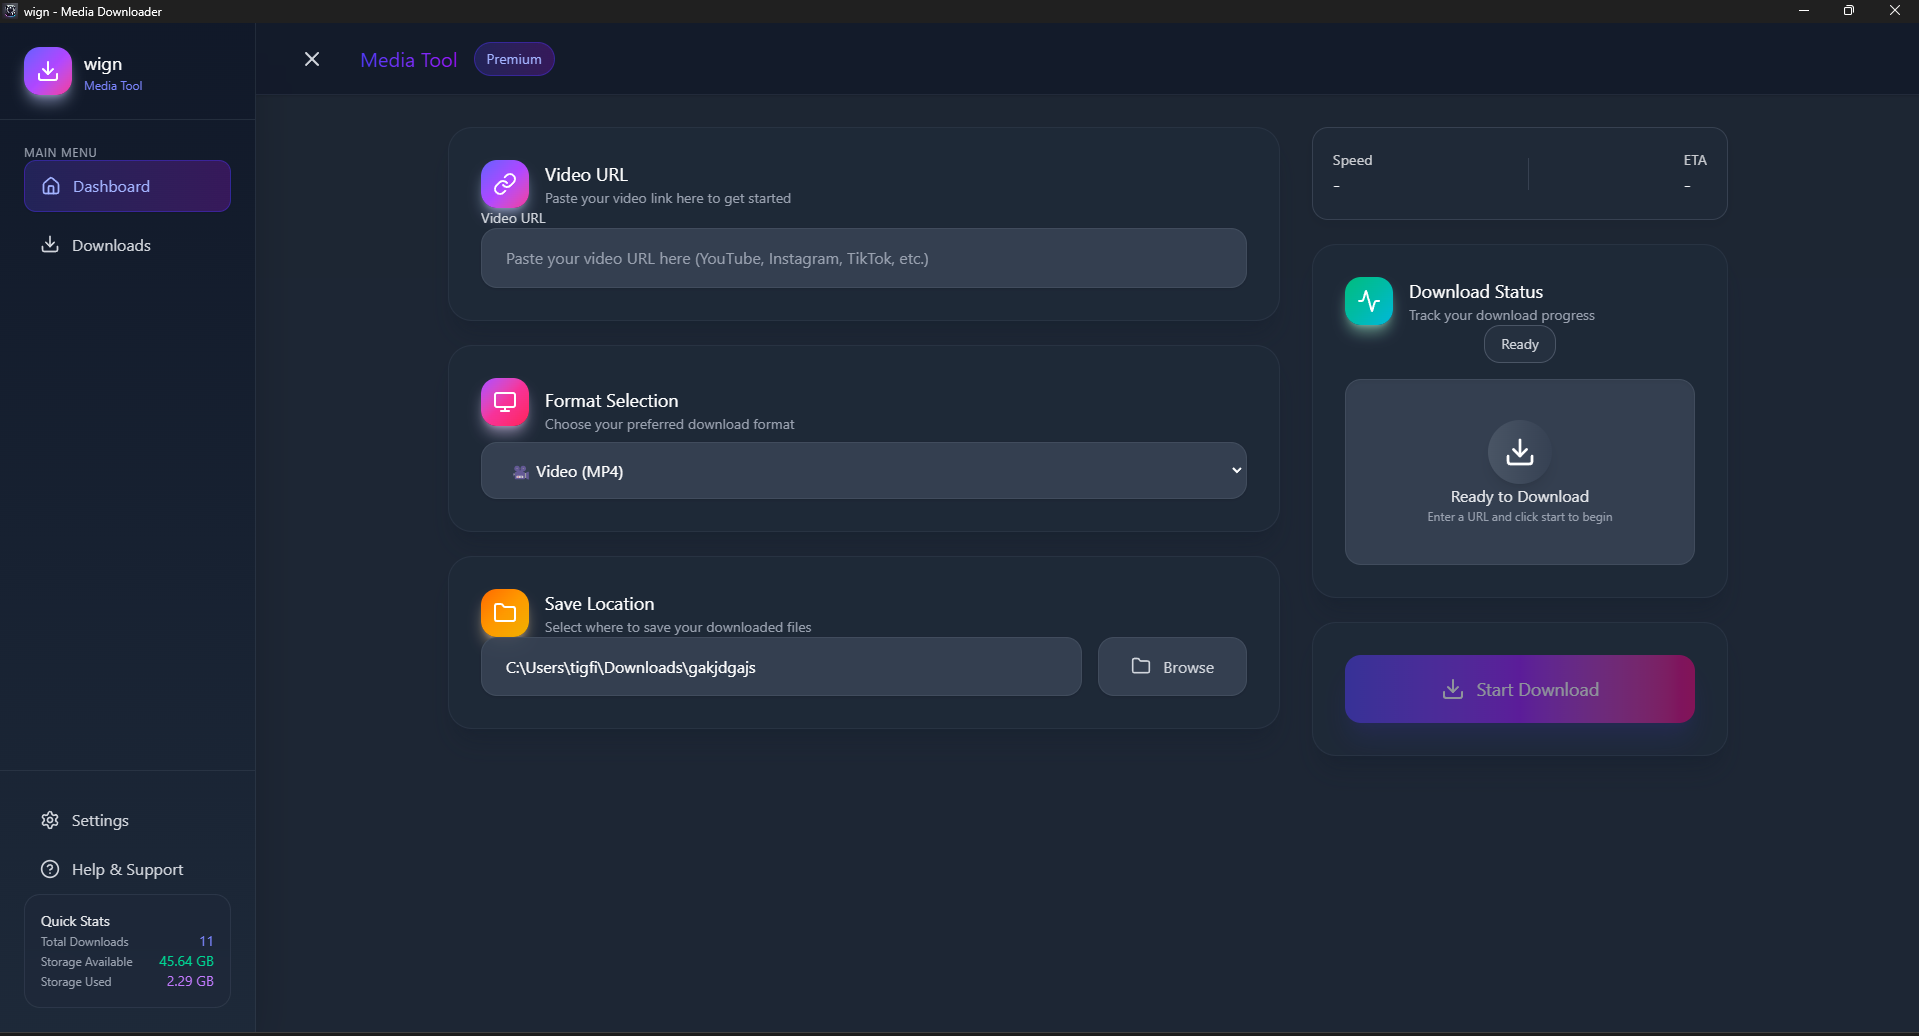 wign - Media Downloader
wign
Media Tool
MAIN MENU
Dashboard
Downloads
Settings
Help & Support
Quick Stats
Total Downloads 11
Storage Available 45.64 GB
Storage Used 2.29 GB
Media Tool Premium
Video URL
Paste your video link here to get started
Video URL
Paste your video URL here (YouTube, Instagram, TikTok, etc.)
Format Selection
Choose your preferred download format
Video (MP4)
Save Location
Select where to save your downloaded files
C:\Users\tigfi\Downloads\gakjdgajs
Browse
Speed ETA
- -
Download Status
Track your download progress
Ready
Ready to Download
Enter a URL and click start to begin
Start Download